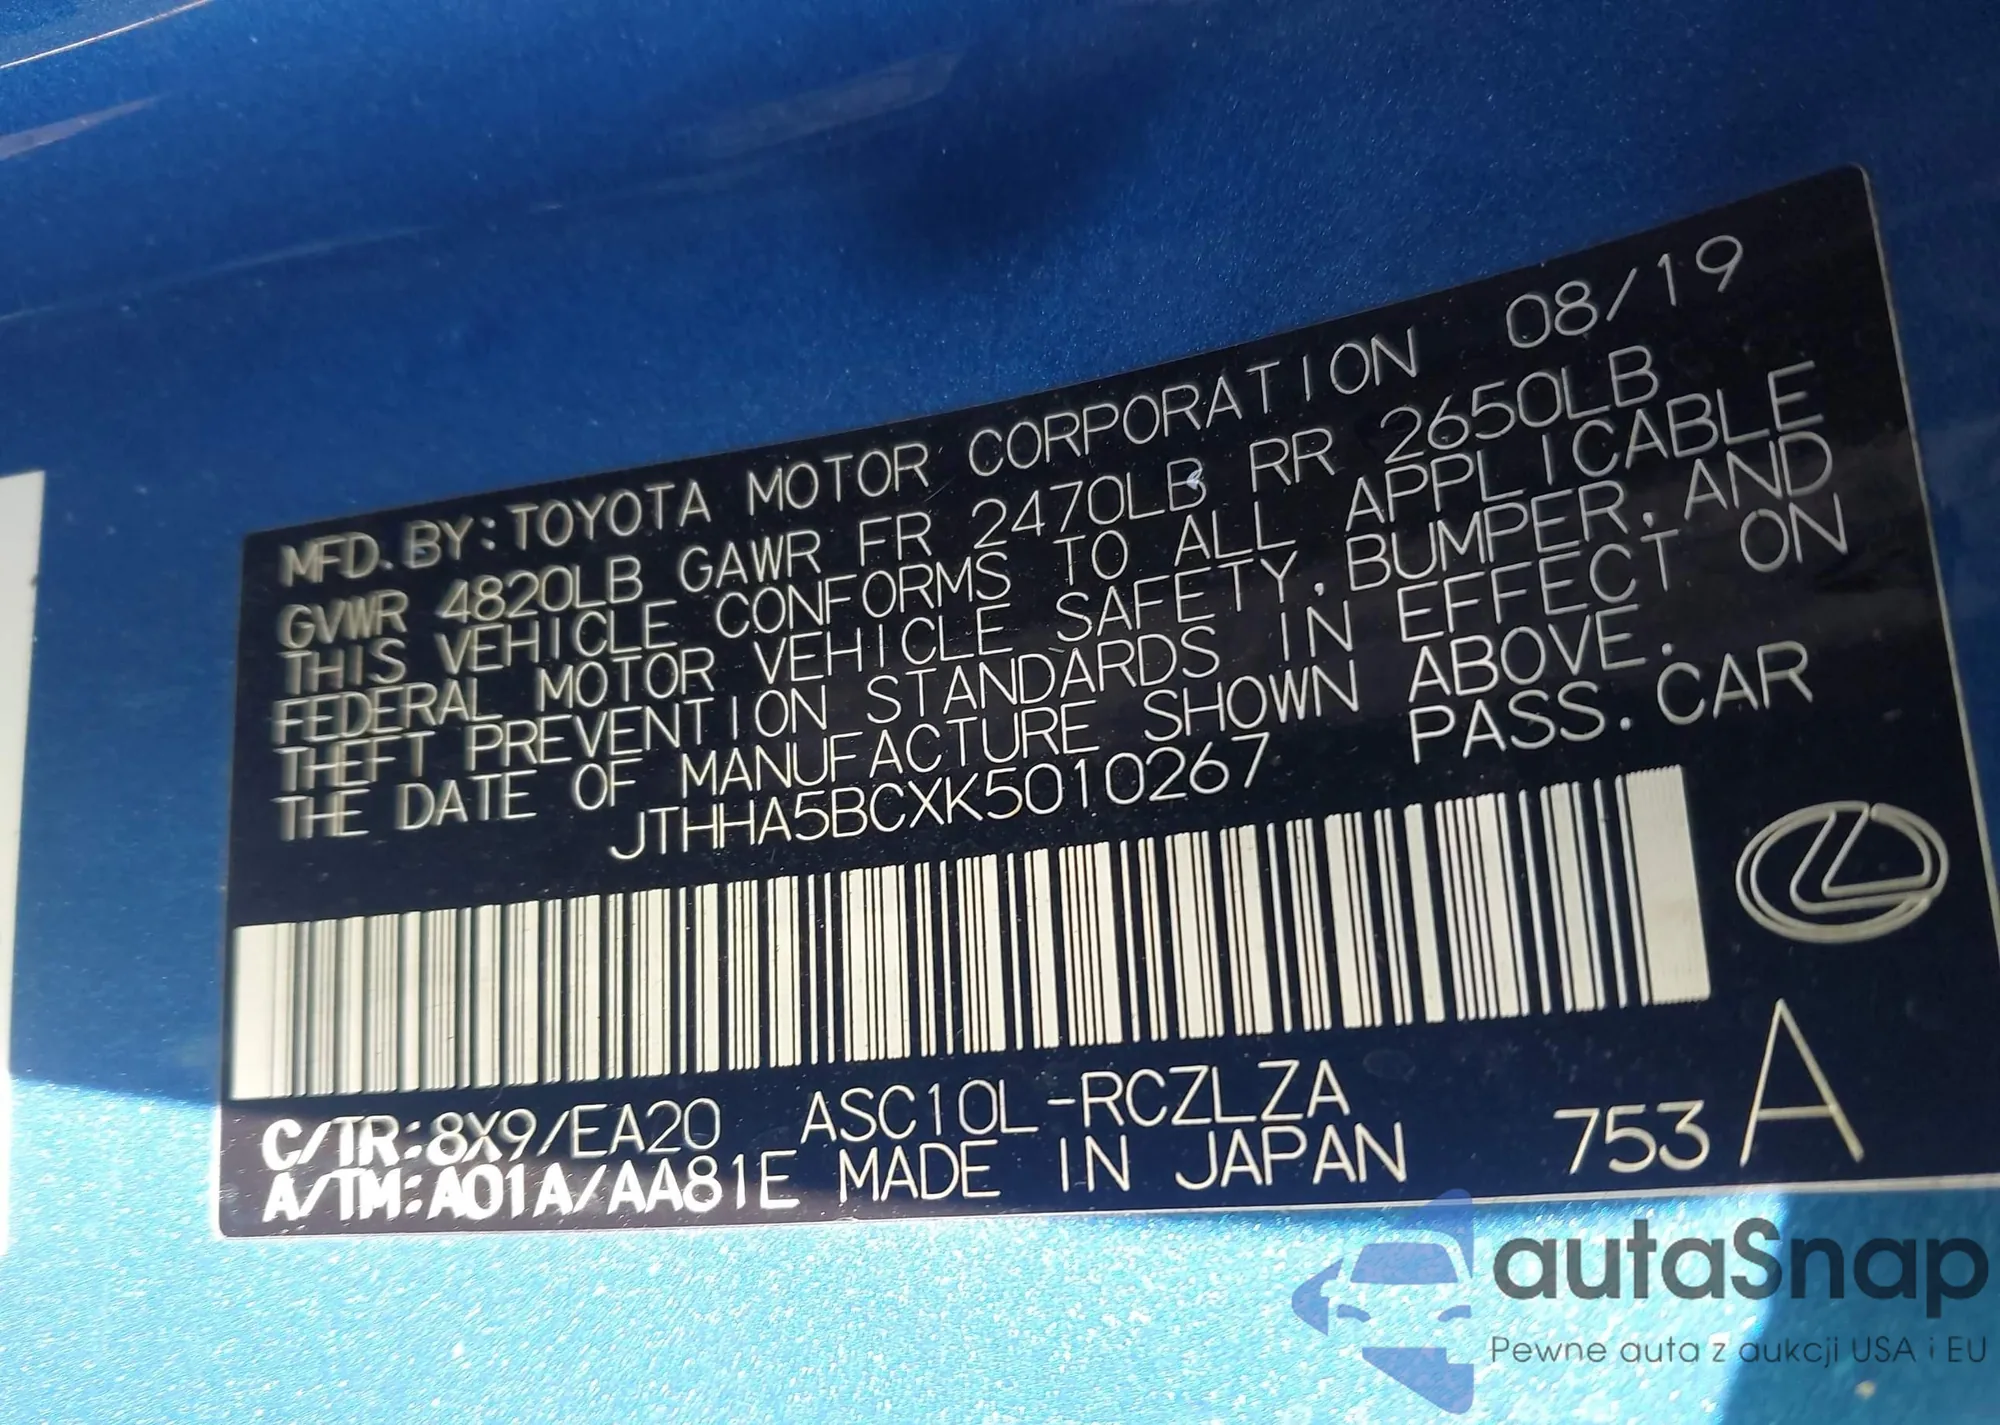 MFD. BY: TOYOTA MOTOR CORPORATION 08/19
GVWR 4820LB GAWR FR 2470LB RR 2650LB
THIS VEHICLE CONFORMS TO ALL APPLICABLE
FEDERAL MOTOR VEHICLE SAFETY, BUMPER, AND
THEFT PREVENTION STANDARDS IN EFFECT ON
THE DATE OF MANUFACTURE SHOWN ABOVE.
JTHHA5BCXK5010267 PASS. CAR
C/TR: 8X9/EA20 ASC10L-RCZLZA
A/TM: A01A/AA81E MADE IN JAPAN 753 A
autaSnap
Pewne auta z aukcji USA i EU